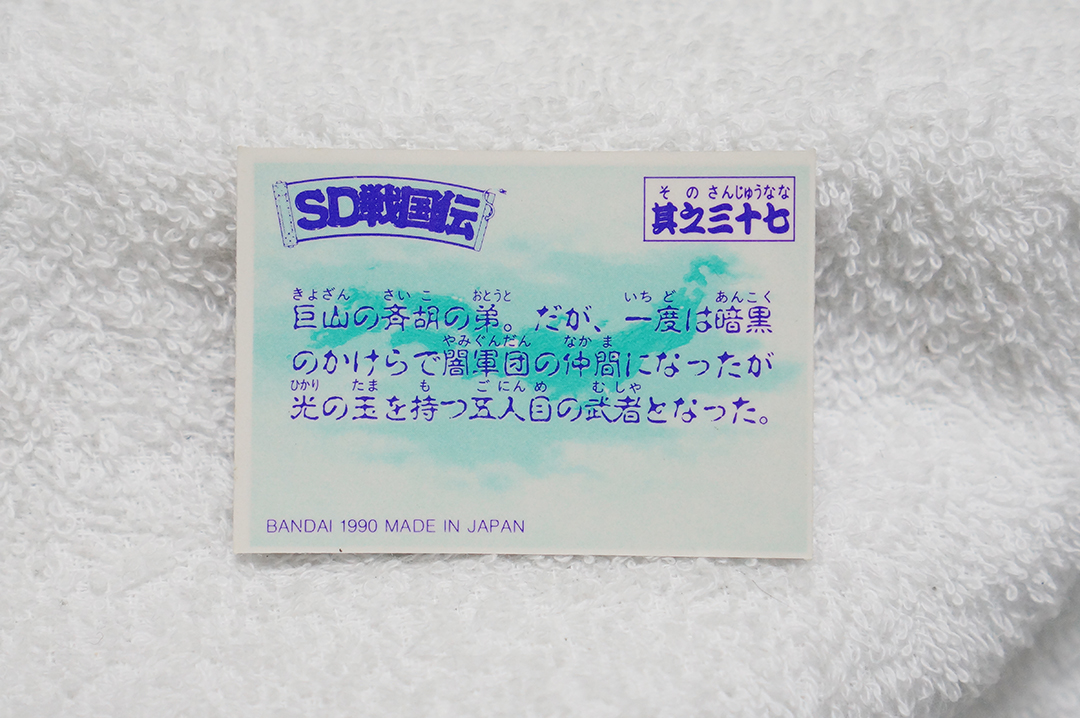 SD戦国伝
そ の さんじゅうなな
其之三十七
きよざん さいこ おとうと いちど あんこく
巨山の斉胡の弟。だが、一度は暗黒
やみぐんだん なかま
のかけらで闇軍団の仲間になったが
ひかり たま も ごにんめ むしゃ
光の玉を持つ五人目の武者となった。
BANDAI 1990 MADE IN JAPAN